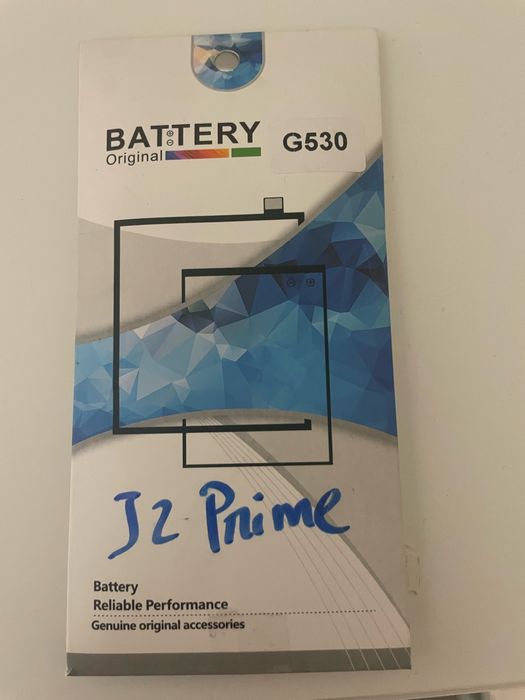 BATTERY
Original
G530
J2 Prime
Battery
Reliable Performance
Genuine original accessories